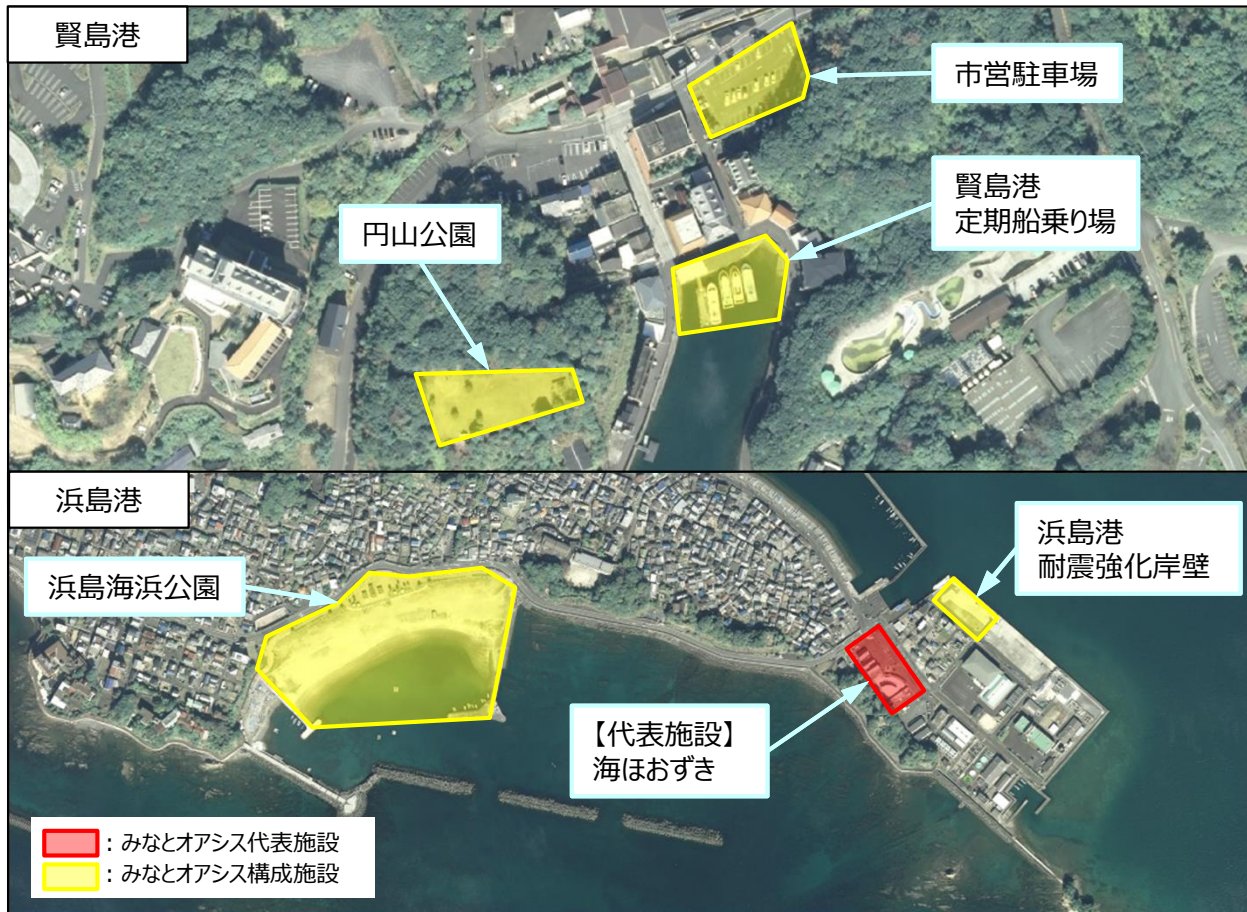 賢島港
市営駐車場
賢島港
定期船乗り場
円山公園
浜島港
浜島港
耐震強化岸壁
浜島海浜公園
【代表施設】
海ほおずき
：みなとオアシス代表施設
：みなとオアシス構成施設